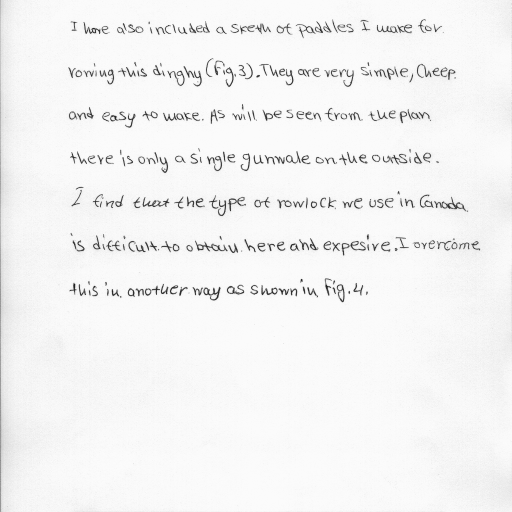 I have also included a sketh of paddles I make for
rowing this dinghy (Fig.3). They are very simple, Cheep
and easy to make. As will be seen from the plan
there is only a single gunwale on the outside.
I find that the type of rowlock we use in Canada
is difficult to obtain here and expesive. I overcome
this in another way as shown in Fig.4.